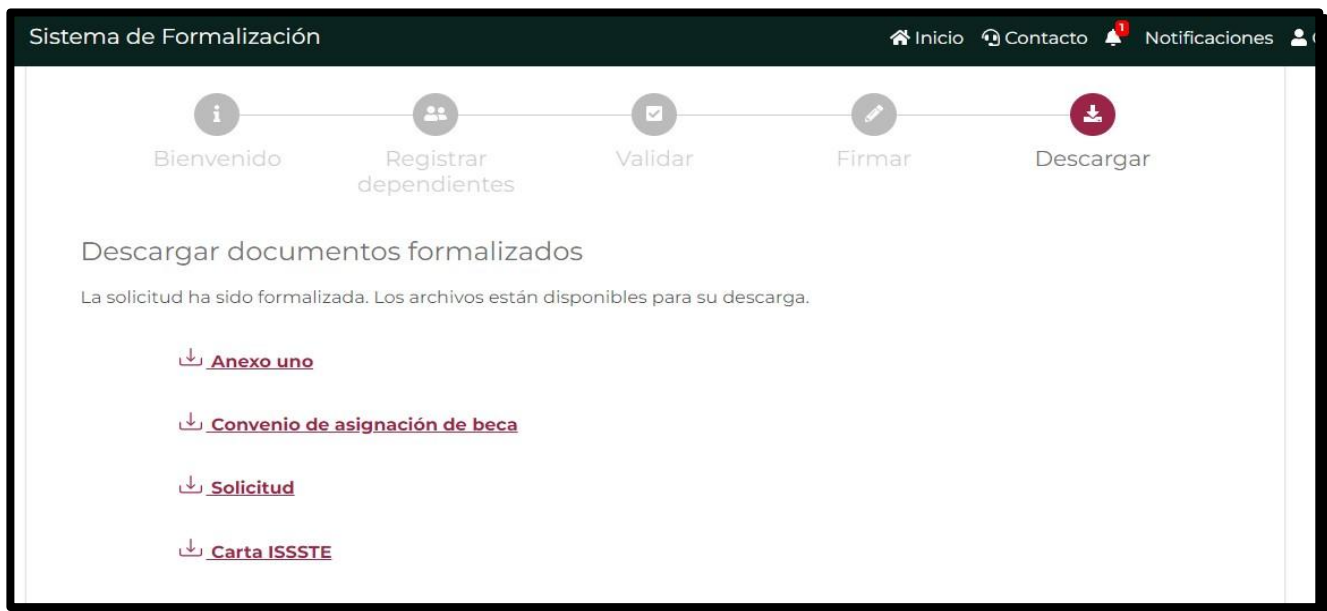 Sistema de Formalización
Inicio Contacto 1 Notificaciones
Bienvenido Registrar dependientes Validar Firmar Descargar
Descargar documentos formalizados
La solicitud ha sido formalizada. Los archivos están disponibles para su descarga.
Anexo uno
Convenio de asignación de beca
Solicitud
Carta ISSSTE